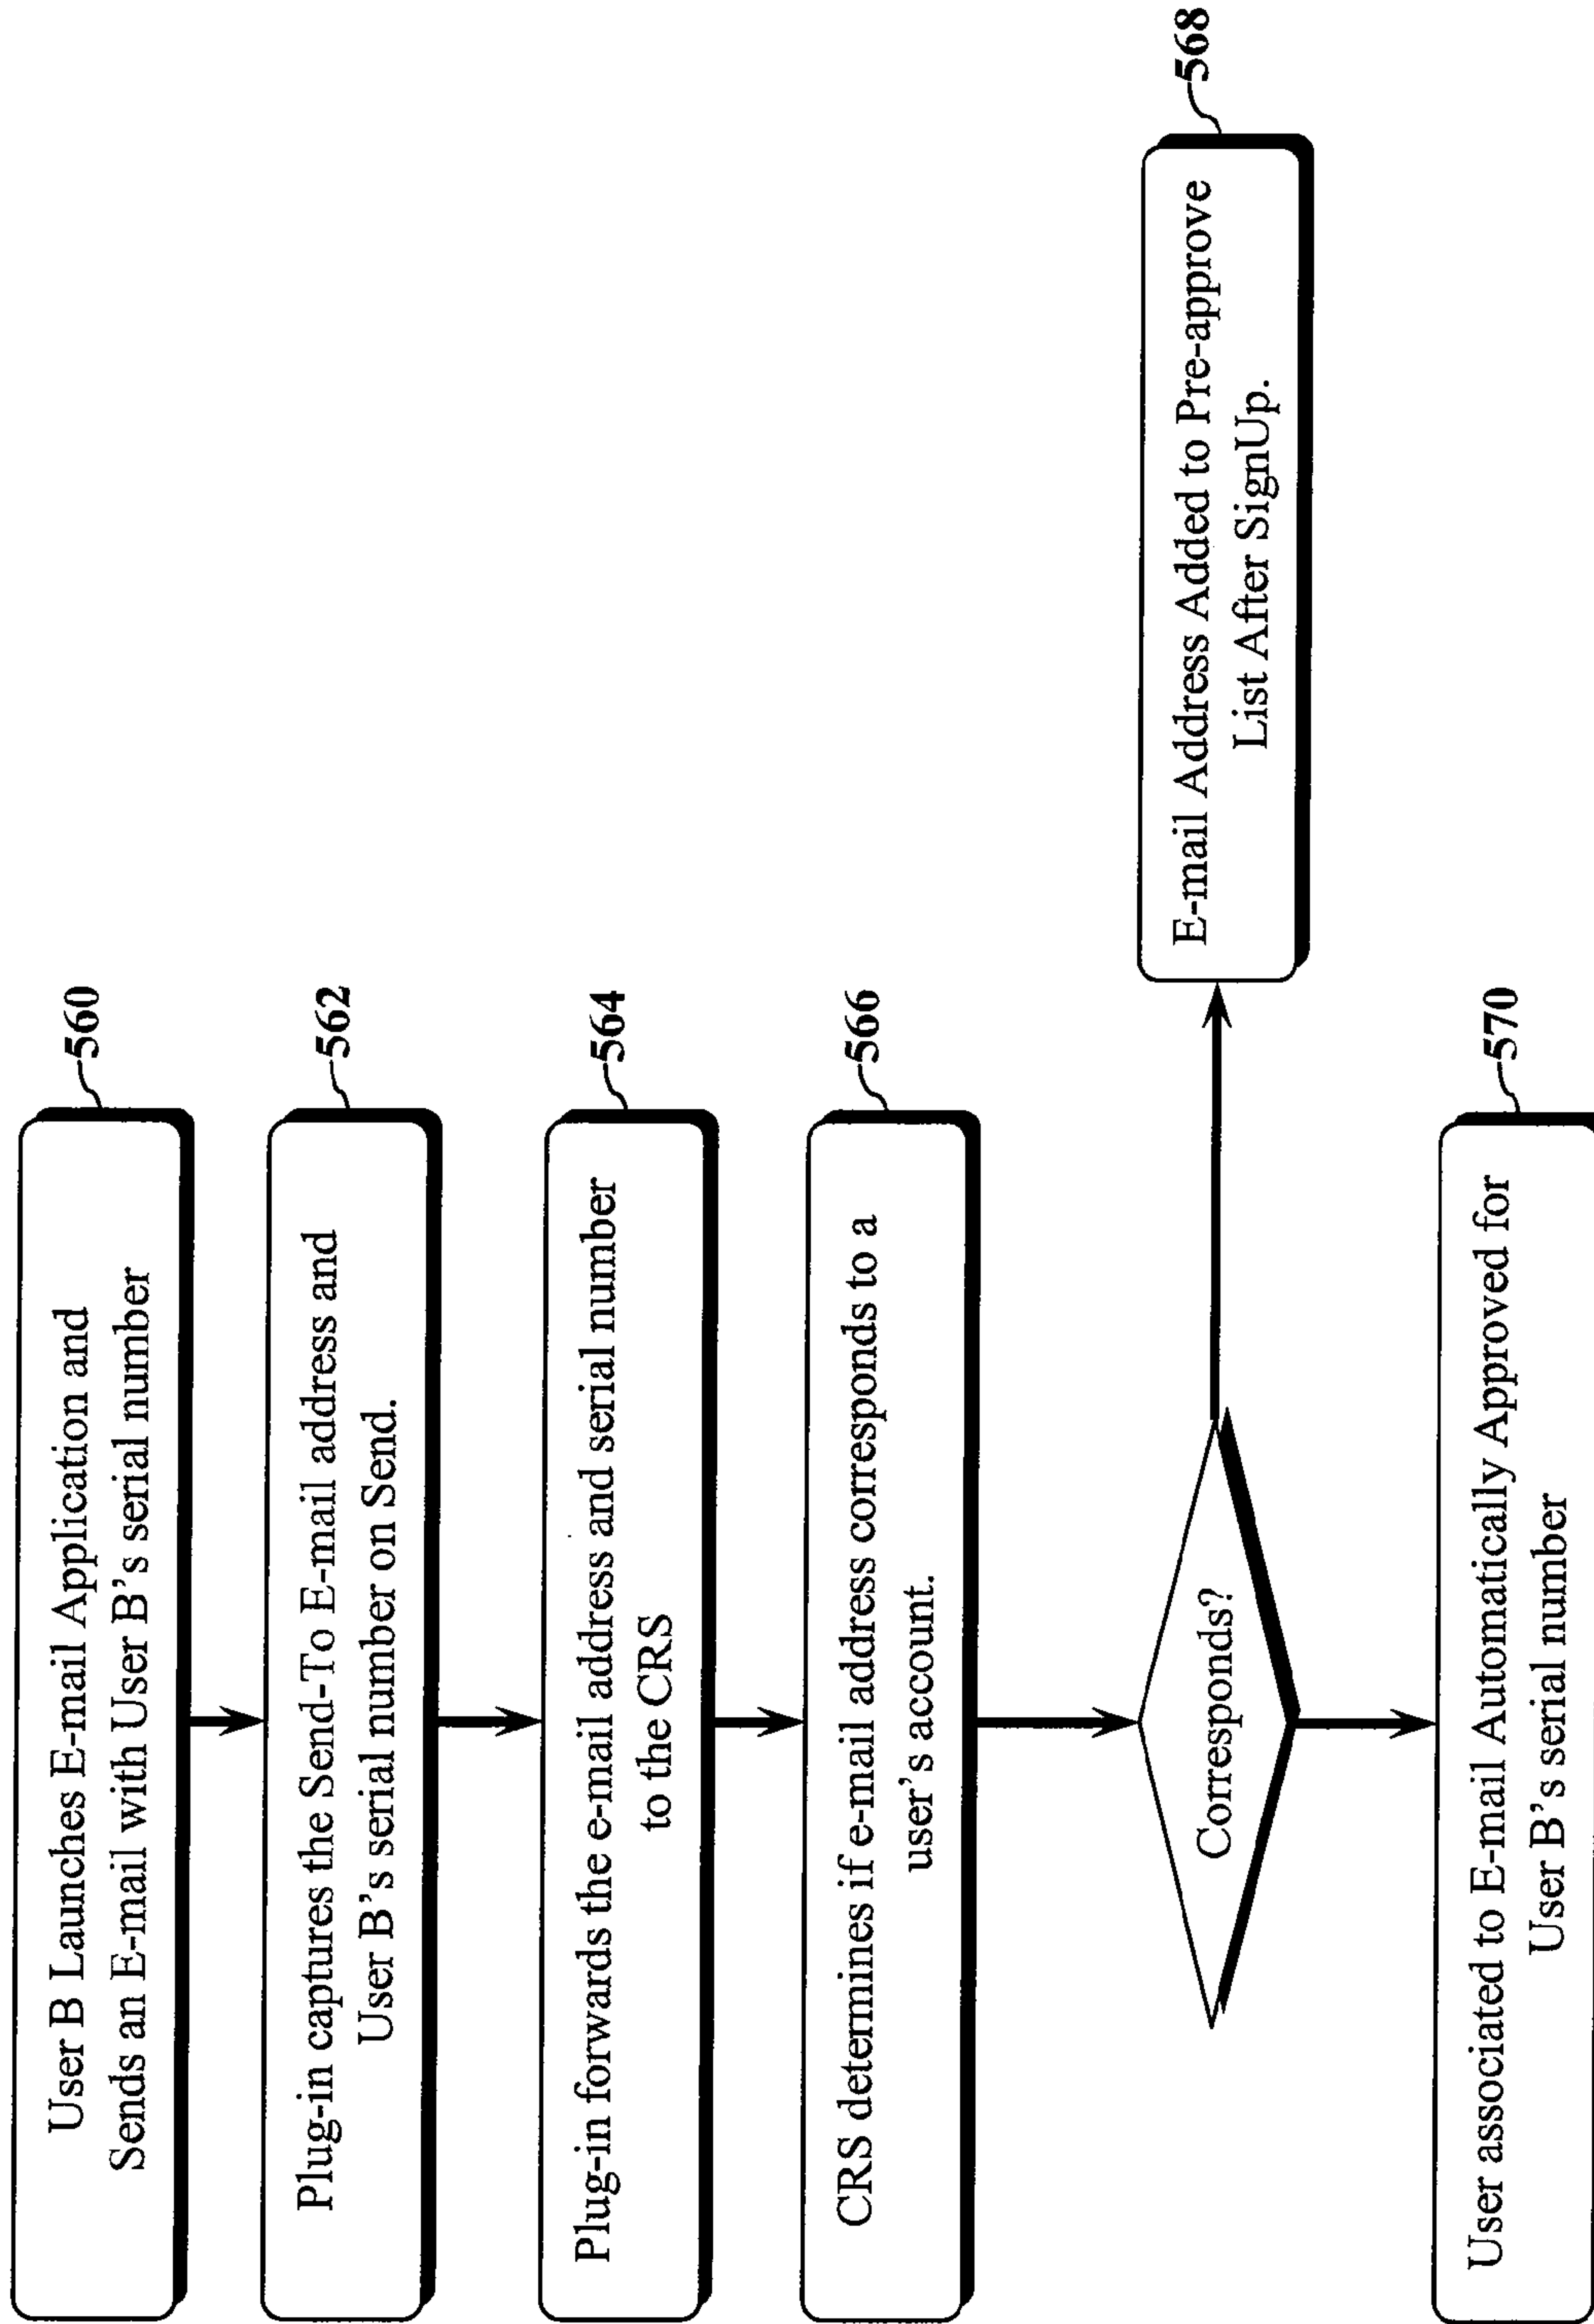 User B Launches E-mail Application and
Sends an E-mail with User B's serial number
560
Plug-in captures the Send-To E-mail address and
User B's serial number on Send.
562
Plug-in forwards the e-mail address and serial number
to the CRS
564
CRS determines if e-mail address corresponds to a
user's account.
566
Corresponds?
E-mail Address Added to Pre-approve
List After SignUp.
568
User associated to E-mail Automatically Approved for
User B's serial number
570